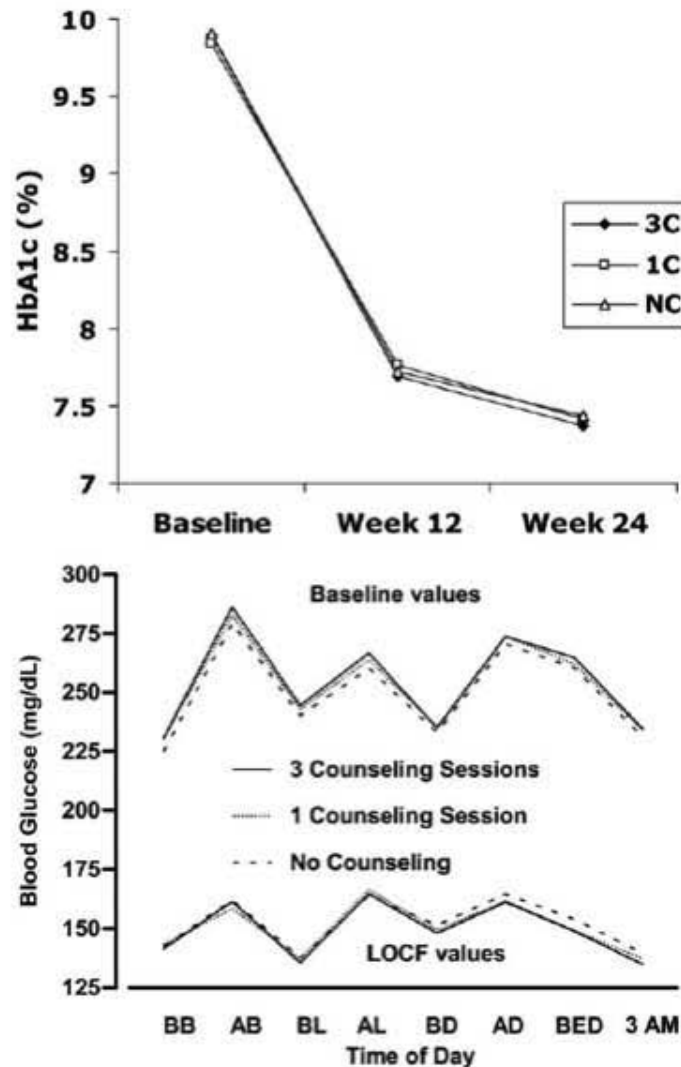 10
9.5
9
8.5
8
7.5
7
HbA1c (%)
3C
1C
NC
Baseline Week 12 Week 24
300
275
250
225
200
175
150
125
Blood Glucose (mg/dL)
Baseline values
3 Counseling Sessions
1 Counseling Session
No Counseling
LOCF values
BB AB BL AL BD AD BED 3 AM
Time of Day